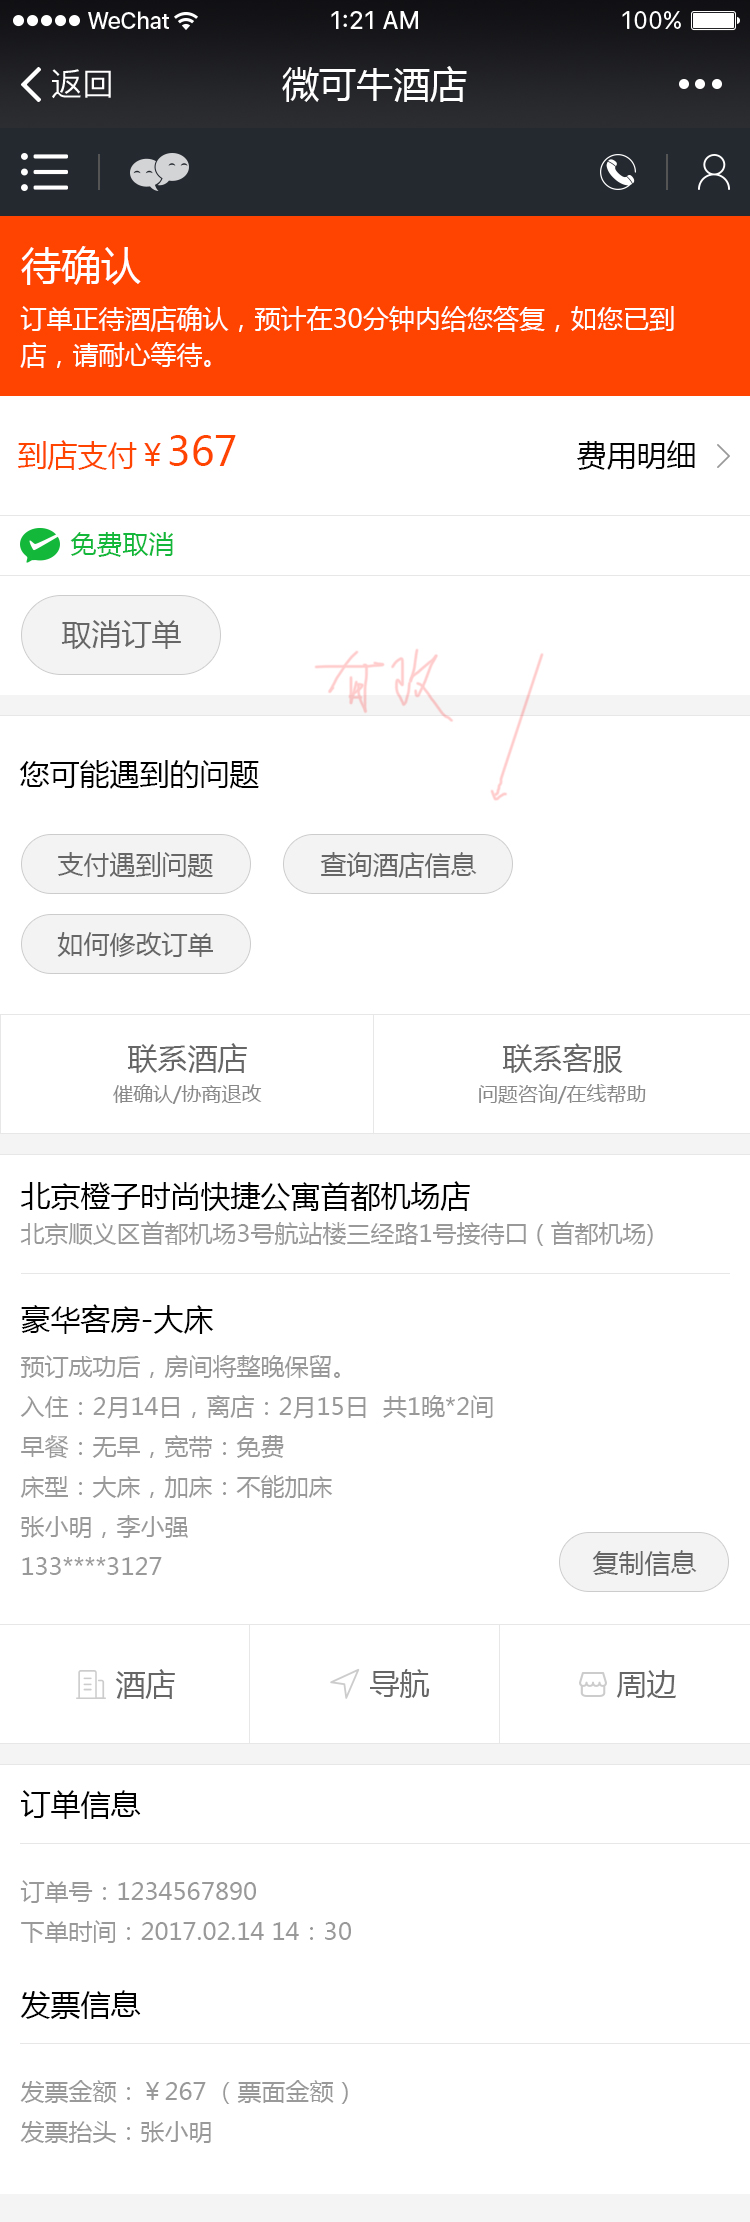 WeChat 1:21 AM 100%
返回 微可牛酒店
待确认
订单正待酒店确认，预计在30分钟内给您答复，如您已到
店，请耐心等待。
到店支付¥367 费用明细
免费取消
取消订单
有改
您可能遇到的问题
支付遇到问题 查询酒店信息
如何修改订单
联系酒店 联系客服
催确认/协商退改 问题咨询/在线帮助
北京橙子时尚快捷公寓首都机场店
北京顺义区首都机场3号航站楼三经路1号接待口（首都机场)
豪华客房-大床
预订成功后，房间将整晚保留。
入住：2月14日，离店：2月15日 共1晚*2间
早餐：无早，宽带：免费
床型：大床，加床：不能加床
张小明，李小强
133****3127 复制信息
酒店 导航 周边
订单信息
订单号：1234567890
下单时间：2017.02.14 14：30
发票信息
发票金额：¥267（票面金额）
发票抬头：张小明